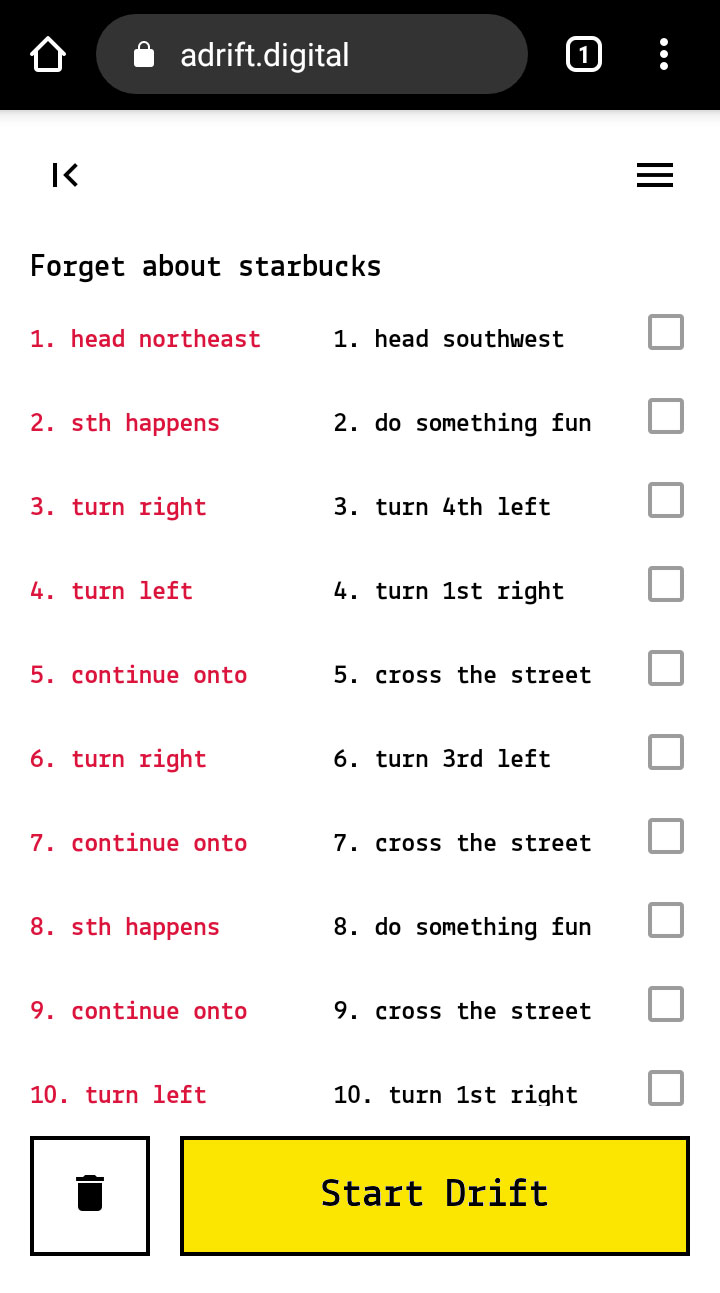 adrift.digital
1
Forget about starbucks
1. head northeast 1. head southwest
2. sth happens 2. do something fun
3. turn right 3. turn 4th left
4. turn left 4. turn 1st right
5. continue onto 5. cross the street
6. turn right 6. turn 3rd left
7. continue onto 7. cross the street
8. sth happens 8. do something fun
9. continue onto 9. cross the street
10. turn left 10. turn 1st right
Start Drift